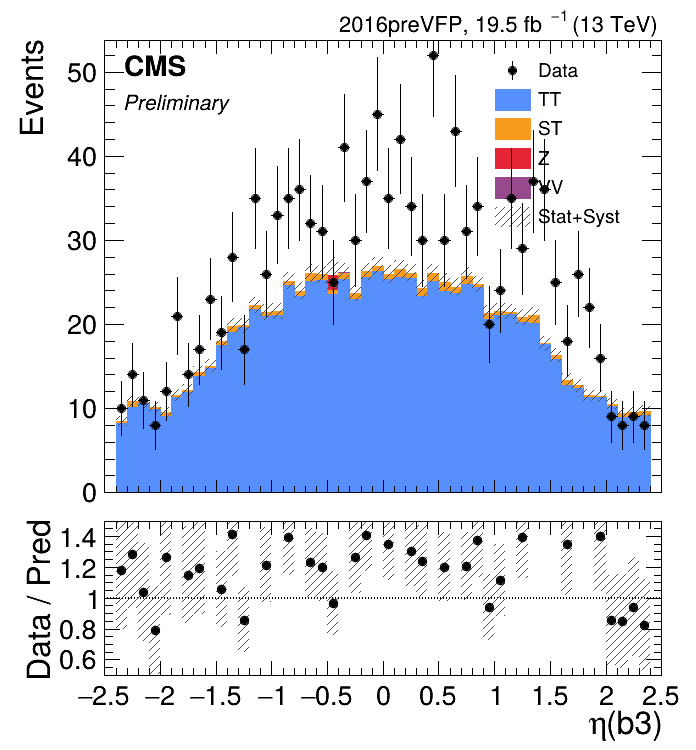 2016preVFP, 19.5 fb⁻¹ (13 TeV)
CMS
Preliminary
Data
TT
ST
Z
VV
Stat+Syst
Events
50
40
30
20
10
0
Data / Pred
1.4
1.2
1
0.8
0.6
−2.5 −2 −1.5 −1 −0.5 0 0.5 1 1.5 2 2.5
η(b3)